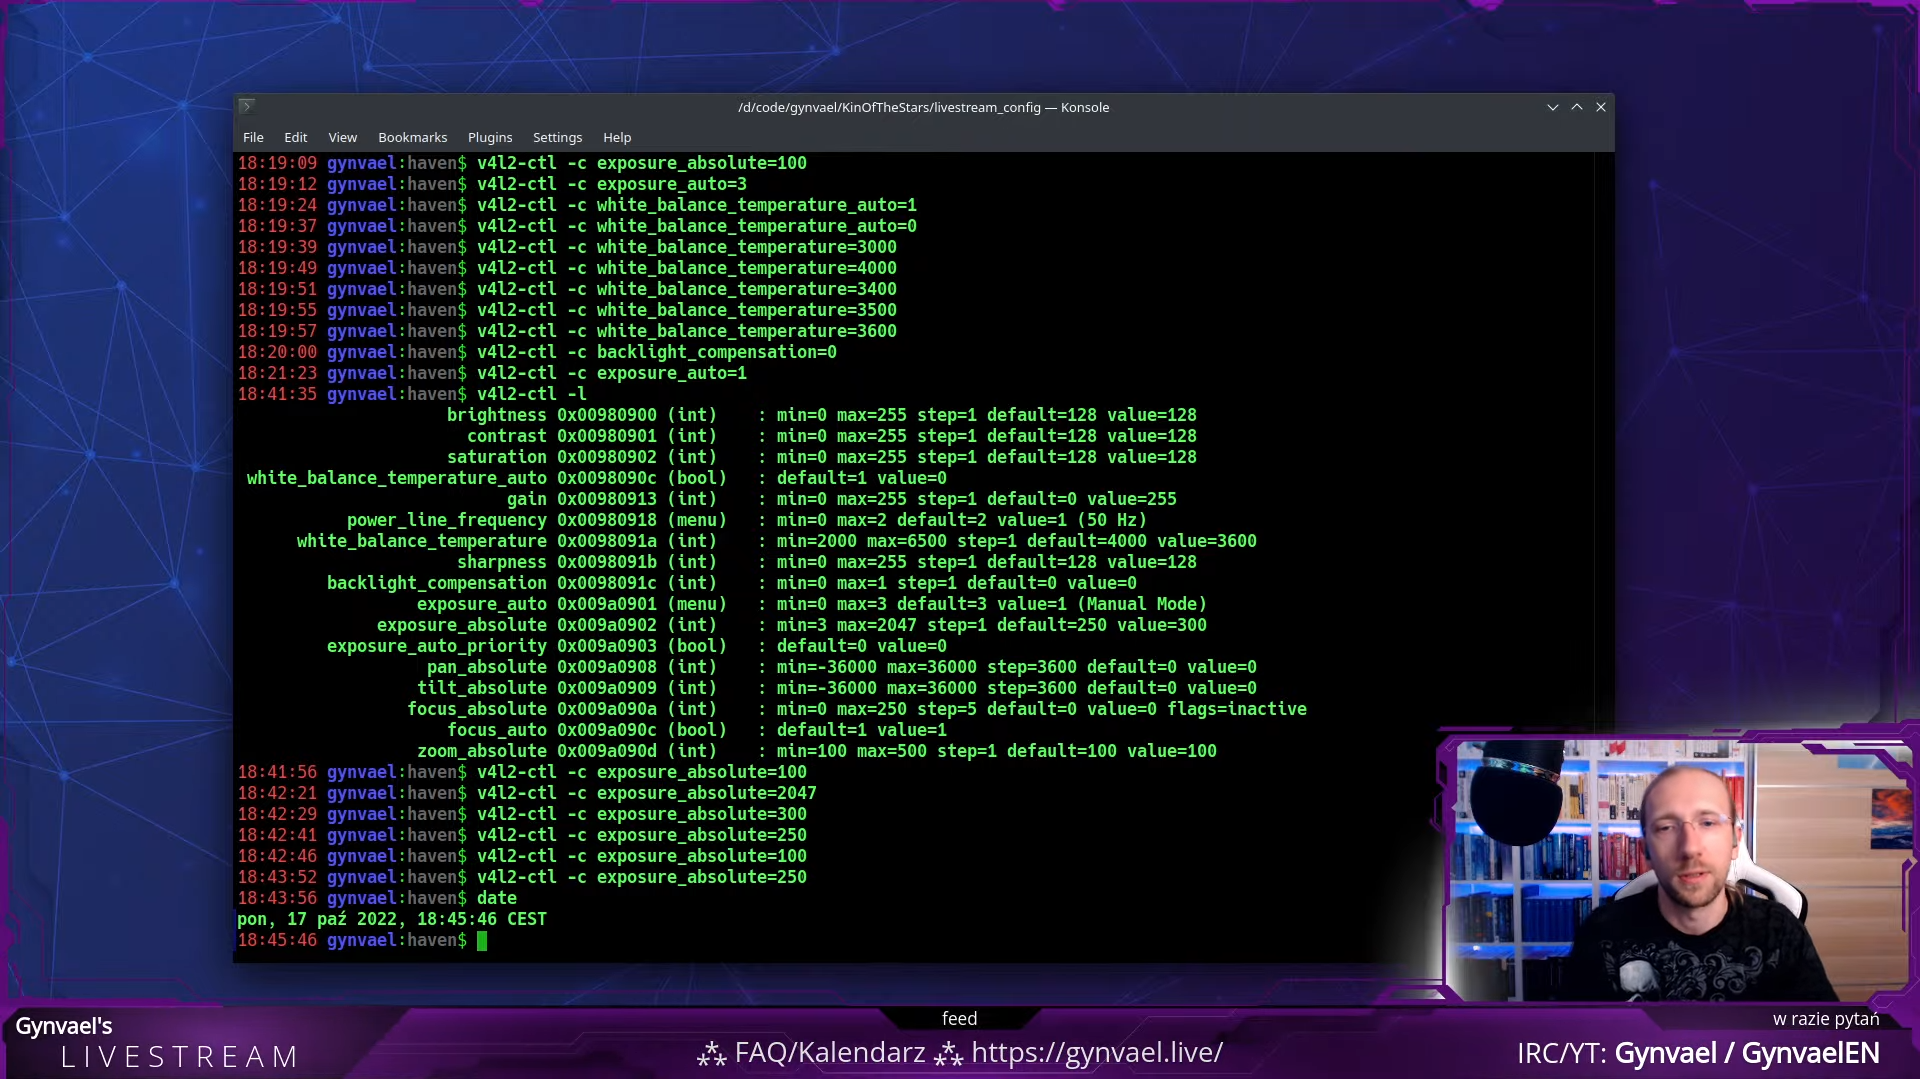 /d/code/gynvael/KinOfTheStars/livestream_config — Konsole
File Edit View Bookmarks Plugins Settings Help
18:19:09 gynvael:haven$ v4l2-ctl -c exposure_absolute=100
18:19:12 gynvael:haven$ v4l2-ctl -c exposure_auto=3
18:19:24 gynvael:haven$ v4l2-ctl -c white_balance_temperature_auto=1
18:19:37 gynvael:haven$ v4l2-ctl -c white_balance_temperature_auto=0
18:19:39 gynvael:haven$ v4l2-ctl -c white_balance_temperature=3000
18:19:49 gynvael:haven$ v4l2-ctl -c white_balance_temperature=4000
18:19:51 gynvael:haven$ v4l2-ctl -c white_balance_temperature=3400
18:19:55 gynvael:haven$ v4l2-ctl -c white_balance_temperature=3500
18:19:57 gynvael:haven$ v4l2-ctl -c white_balance_temperature=3600
18:20:00 gynvael:haven$ v4l2-ctl -c backlight_compensation=0
18:21:23 gynvael:haven$ v4l2-ctl -c exposure_auto=1
18:41:35 gynvael:haven$ v4l2-ctl -l
brightness 0x00980900 (int) : min=0 max=255 step=1 default=128 value=128
contrast 0x00980901 (int) : min=0 max=255 step=1 default=128 value=128
saturation 0x00980902 (int) : min=0 max=255 step=1 default=128 value=128
white_balance_temperature_auto 0x0098090c (bool) : default=1 value=0
gain 0x00980913 (int) : min=0 max=255 step=1 default=0 value=255
power_line_frequency 0x00980918 (menu) : min=0 max=2 default=2 value=1 (50 Hz)
white_balance_temperature 0x0098091a (int) : min=2000 max=6500 step=1 default=4000 value=3600
sharpness 0x0098091b (int) : min=0 max=255 step=1 default=128 value=128
backlight_compensation 0x0098091c (int) : min=0 max=1 step=1 default=0 value=0
exposure_auto 0x009a0901 (menu) : min=0 max=3 default=3 value=1 (Manual Mode)
exposure_absolute 0x009a0902 (int) : min=3 max=2047 step=1 default=250 value=300
exposure_auto_priority 0x009a0903 (bool) : default=0 value=0
pan_absolute 0x009a0908 (int) : min=-36000 max=36000 step=3600 default=0 value=0
tilt_absolute 0x009a0909 (int) : min=-36000 max=36000 step=3600 default=0 value=0
focus_absolute 0x009a090a (int) : min=0 max=250 step=5 default=0 value=0 flags=inactive
focus_auto 0x009a090c (bool) : default=1 value=1
zoom_absolute 0x009a090d (int) : min=100 max=500 step=1 default=100 value=100
18:41:56 gynvael:haven$ v4l2-ctl -c exposure_absolute=100
18:42:21 gynvael:haven$ v4l2-ctl -c exposure_absolute=2047
18:42:29 gynvael:haven$ v4l2-ctl -c exposure_absolute=300
18:42:41 gynvael:haven$ v4l2-ctl -c exposure_absolute=250
18:42:46 gynvael:haven$ v4l2-ctl -c exposure_absolute=100
18:43:52 gynvael:haven$ v4l2-ctl -c exposure_absolute=250
18:43:56 gynvael:haven$ date
pon, 17 paź 2022, 18:45:46 CEST
18:45:46 gynvael:haven$
Gynvael's
LIVESTREAM
feed
⁂ FAQ/Kalendarz ⁂ https://gynvael.live/
w razie pytań
IRC/YT: Gynvael / GynvaelEN